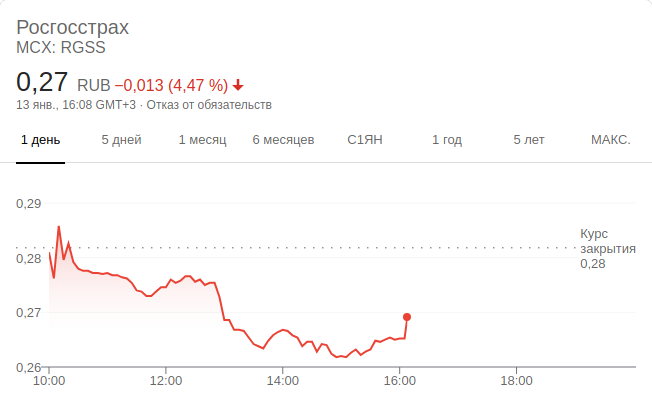 Росгосстрах
MCX: RGSS
0,27 RUB −0,013 (4,47 %)
13 янв., 16:08 GMT+3 · Отказ от обязательств
1 день 5 дней 1 месяц 6 месяцев С1ЯН 1 год 5 лет МАКС.
0,29
Курс
закрытия
0,28
0,28
0,27
0,26
10:00 12:00 14:00 16:00 18:00